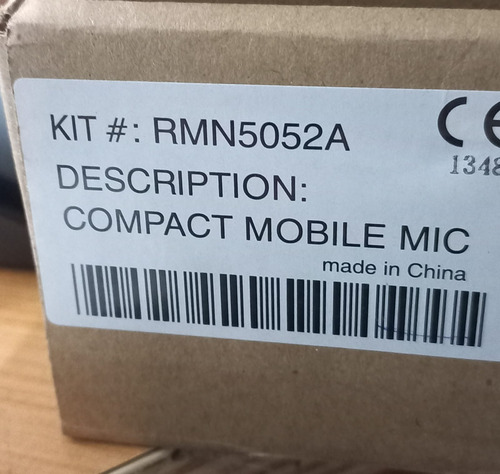 KIT #: RMN5052A
CE
1348
DESCRIPTION:
COMPACT MOBILE MIC
made in China